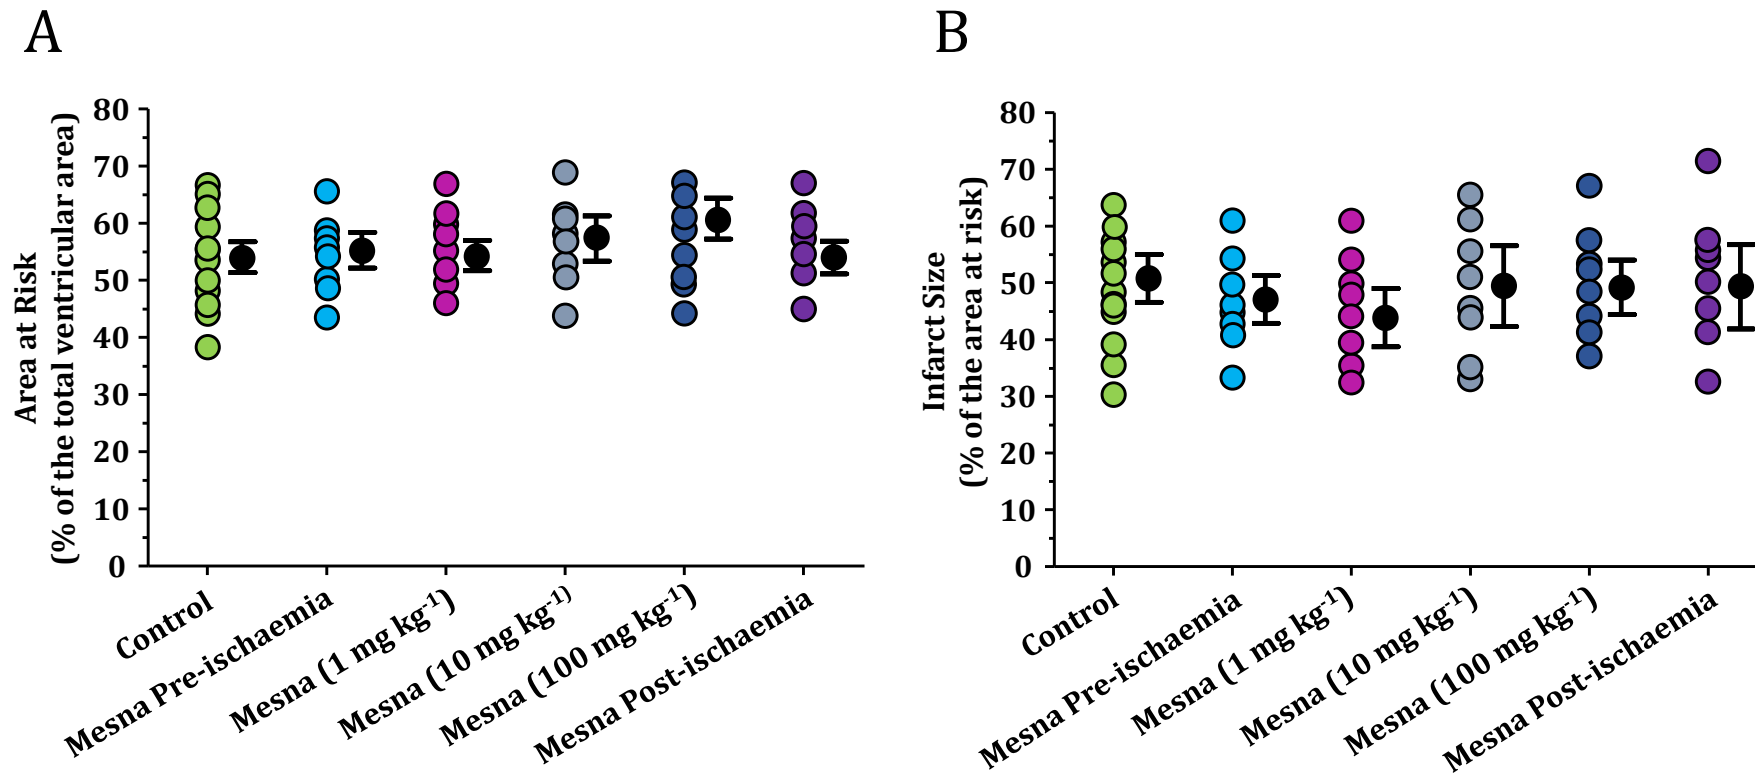 A
Area at Risk
(% of the total ventricular area)
80
70
60
50
40
30
20
10
0
Control
Mesna Pre-ischaemia
Mesna (1 mg kg⁻¹)
Mesna (10 mg kg⁻¹)
Mesna (100 mg kg⁻¹)
Mesna Post-ischaemia
B
Infarct Size
(% of the area at risk)
80
70
60
50
40
30
20
10
0
Control
Mesna Pre-ischaemia
Mesna (1 mg kg⁻¹)
Mesna (10 mg kg⁻¹)
Mesna (100 mg kg⁻¹)
Mesna Post-ischaemia